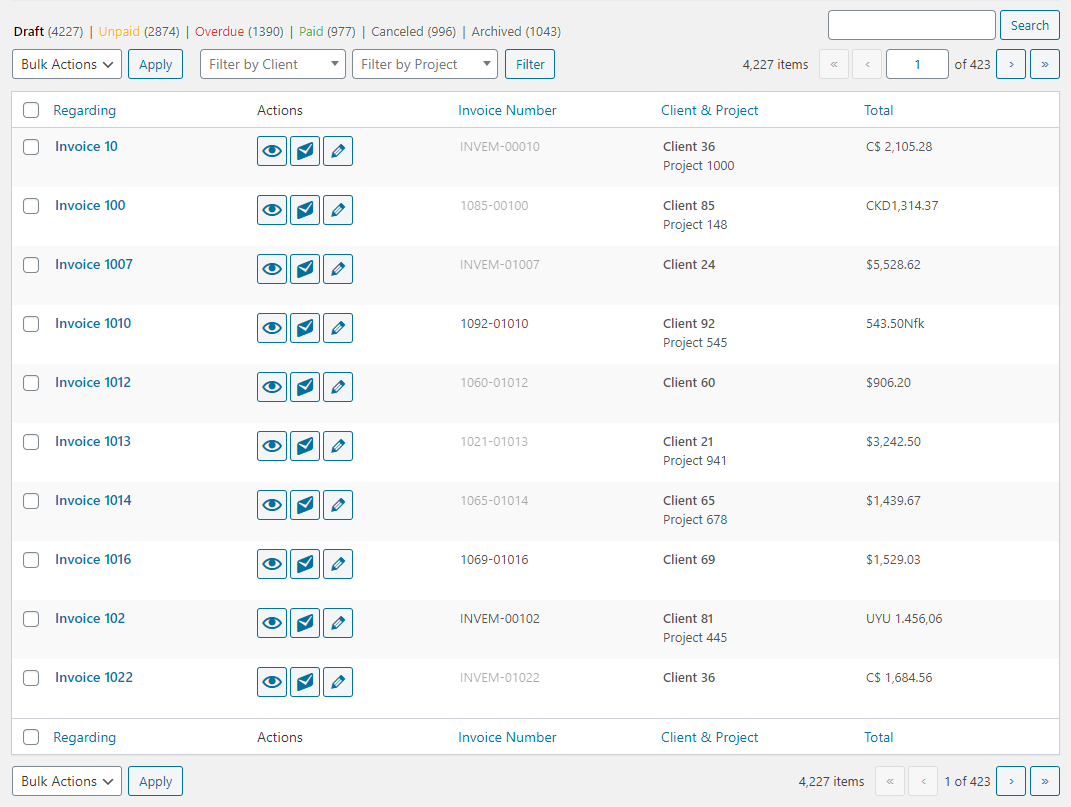 Draft (4227) | Unpaid (2874) | Overdue (1390) | Paid (977) | Canceled (996) | Archived (1043)
Search
Bulk Actions Apply Filter by Client Filter by Project Filter 4,227 items « ‹ 1 of 423 › »
Regarding Actions Invoice Number Client & Project Total
Invoice 10 INVEM-00010 Client 36 C$ 2,105.28
Project 1000
Invoice 100 1085-00100 Client 85 CKD1,314.37
Project 148
Invoice 1007 INVEM-01007 Client 24 $5,528.62
Invoice 1010 1092-01010 Client 92 543.50Nfk
Project 545
Invoice 1012 1060-01012 Client 60 $906.20
Invoice 1013 1021-01013 Client 21 $3,242.50
Project 941
Invoice 1014 1065-01014 Client 65 $1,439.67
Project 678
Invoice 1016 1069-01016 Client 69 $1,529.03
Invoice 102 INVEM-00102 Client 81 UYU 1.456,06
Project 445
Invoice 1022 INVEM-01022 Client 36 C$ 1,684.56
Regarding Actions Invoice Number Client & Project Total
Bulk Actions Apply 4,227 items « ‹ 1 of 423 › »